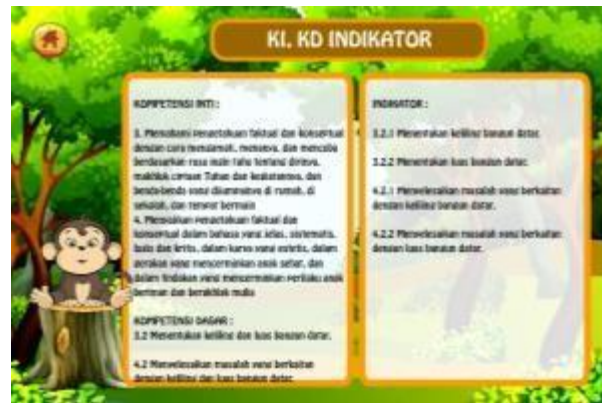 KI, KD INDIKATOR
KOMPETENSI INTI :
3. Memahami pengetahuan faktual dan konseptual
dengan cara mengamati, menanya, dan mencoba
berdasarkan rasa ingin tahu tentang dirinya,
makhluk ciptaan Tuhan dan kegiatannya, dan
benda-benda yang dijumpainya di rumah, di
sekolah, dan tempat bermain
4. Menyajikan pengetahuan faktual dan
konseptual dalam bahasa yang jelas, sistematis,
logis dan kritis, dalam karya yang estetis, dalam
gerakan yang mencerminkan anak sehat, dan
dalam tindakan yang mencerminkan perilaku anak
beriman dan berakhlak mulia
KOMPETENSI DASAR :
3.2 Menentukan keliling dan luas bangun datar.
4.2 Menyelesaikan masalah yang berkaitan
dengan keliling dan luas bangun datar.
INDIKATOR :
3.2.1 Menentukan keliling bangun datar.
3.2.2 Menentukan luas bangun datar.
4.2.1 Menyelesaikan masalah yang berkaitan
dengan keliling bangun datar.
4.2.2 Menyelesaikan masalah yang berkaitan
dengan luas bangun datar.